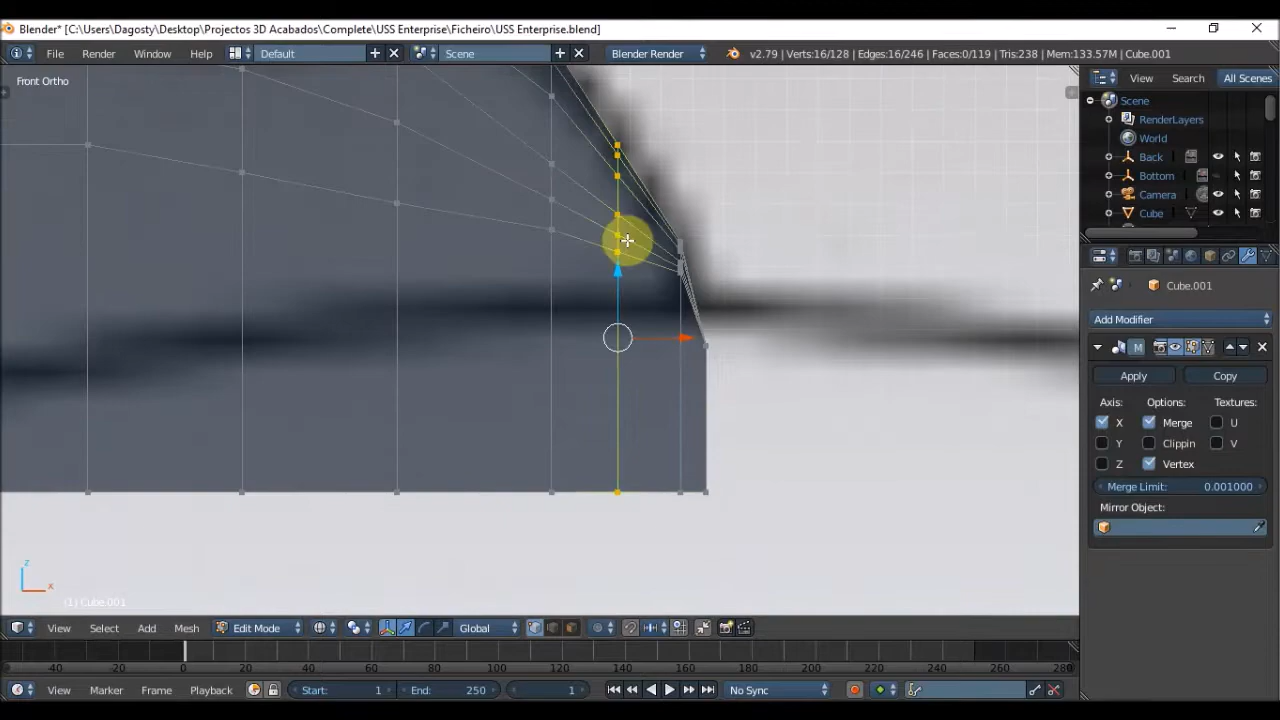 Blender* [C:\Users\Dagosty\Desktop\Projectos 3D Acabados\Complete\USS Enterprise\Ficheiro\USS Enterprise.blend]
File Render Window Help Default Scene Blender Render v2.79 | Verts:16/128 | Edges:16/246 | Faces:0/119 | Tris:238 | Mem:133.57M | Cube.001
Front Ortho
View Search All Scenes
Scene
RenderLayers
World
Back
Bottom
Camera
Cube
Cube.001
Add Modifier
M
Apply Copy
Axis: Options: Textures:
X Merge U
Y Clippin V
Z Vertex
Merge Limit: 0.001000
Mirror Object:
z
x
(1) Cube.001
View Select Add Mesh Edit Mode Global
-40 -20 0 20 40 60 80 100 120 140 160 180 200 220 240 260 280
View Marker Frame Playback Start: 1 End: 250 1 No Sync